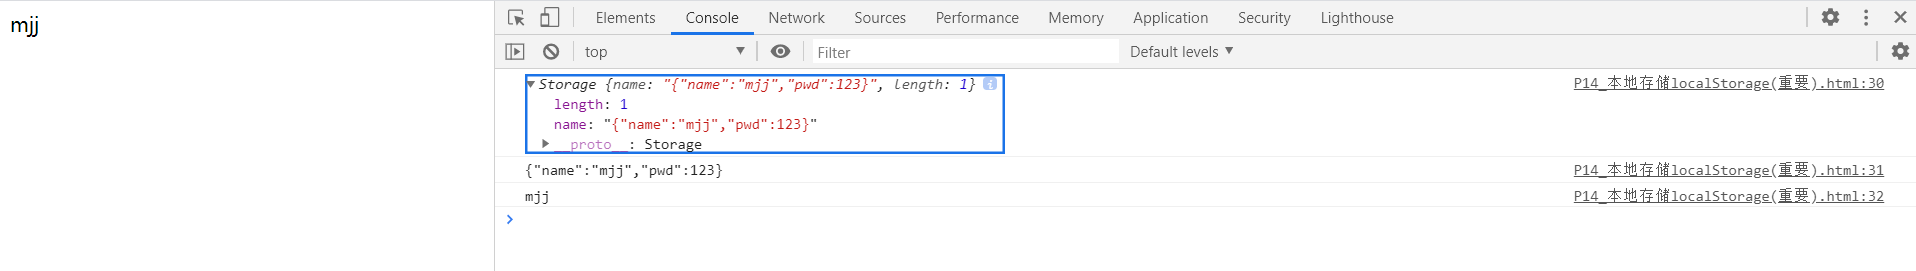 mjj
Elements Console Network Sources Performance Memory Application Security Lighthouse
top Filter Default levels
Storage {name: "{"name":"mjj","pwd":123}", length: 1} i P14_本地存储localStorage(重要).html:30
length: 1
name: "{"name":"mjj","pwd":123}"
__proto__: Storage
{"name":"mjj","pwd":123} P14_本地存储localStorage(重要).html:31
mjj P14_本地存储localStorage(重要).html:32